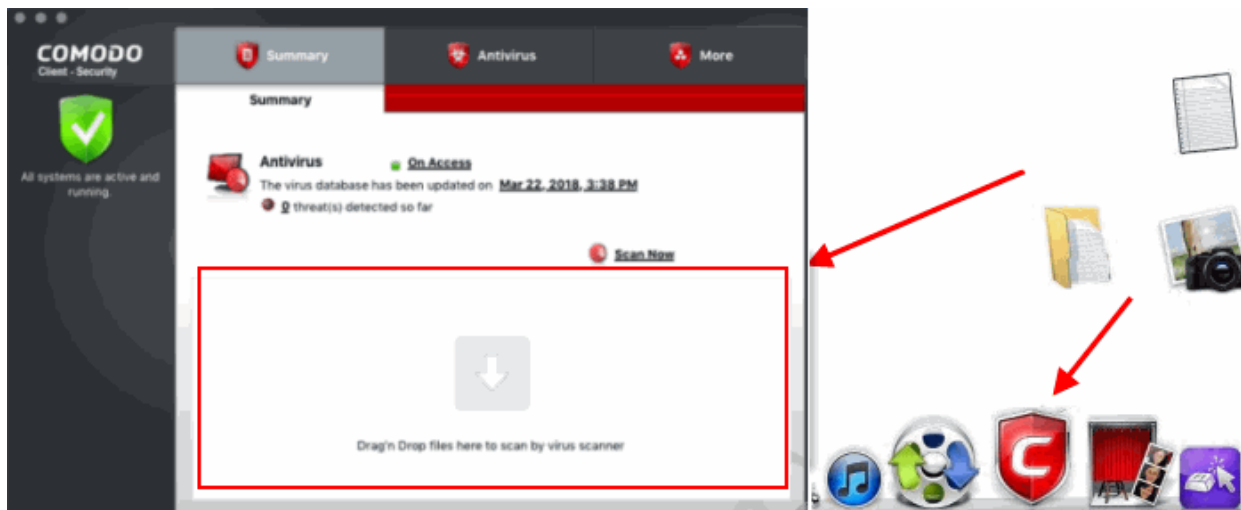 COMODO
Client - Security
Summary
Antivirus
More
Summary
All systems are active and
running.
Antivirus
On Access
The virus database has been updated on Mar 22, 2018, 3:38 PM
0 threat(s) detected so far
Scan Now
Drag'n Drop files here to scan by virus scanner
C